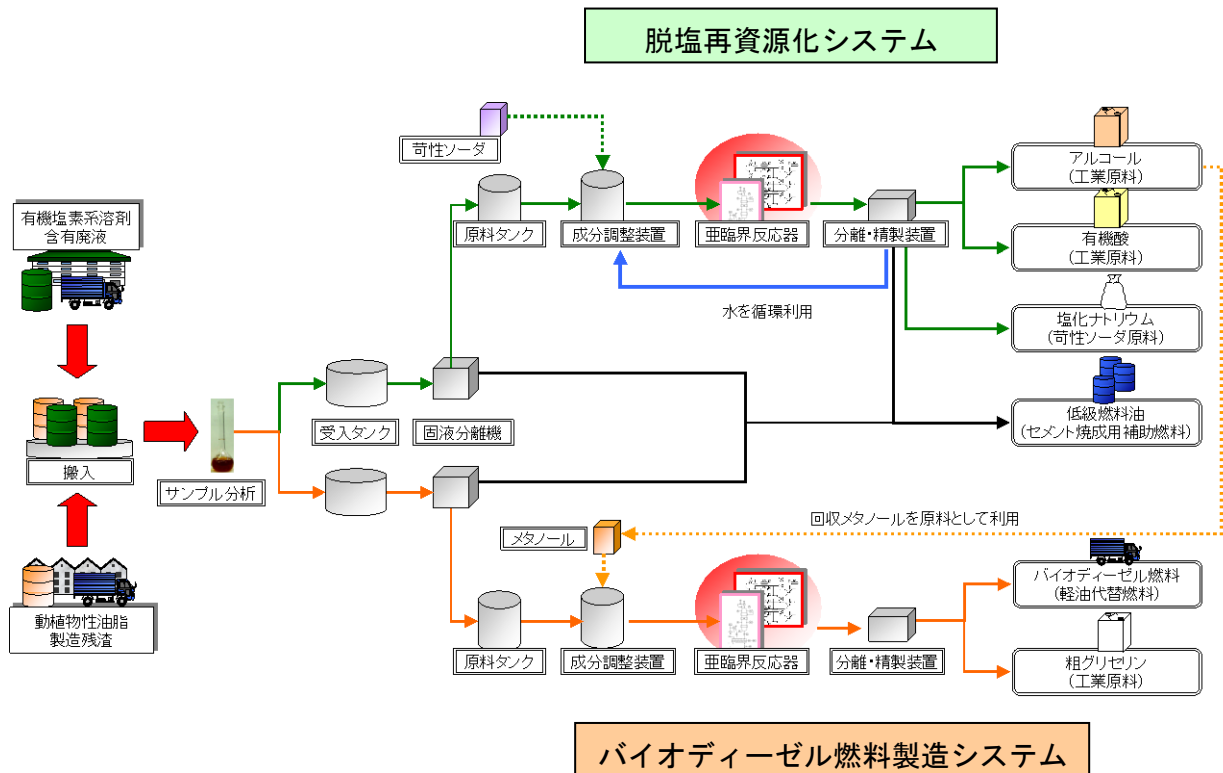 脱塩再資源化システム
苛性ソーダ
アルコール
(工業原料)
有機塩素系溶剤
含有廃液
原料タンク
成分調整装置
亜臨界反応器
分離・精製装置
有機酸
(工業原料)
水を循環利用
塩化ナトリウム
(苛性ソーダ原料)
受入タンク
固液分離機
低級燃料油
(セメント焼成用補助燃料)
搬入
サンプル分析
回収メタノールを原料として利用
メタノール
バイオディーゼル燃料
(軽油代替燃料)
動植物性油脂
製造残渣
原料タンク
成分調整装置
亜臨界反応器
分離・精製装置
粗グリセリン
(工業原料)
バイオディーゼル燃料製造システム